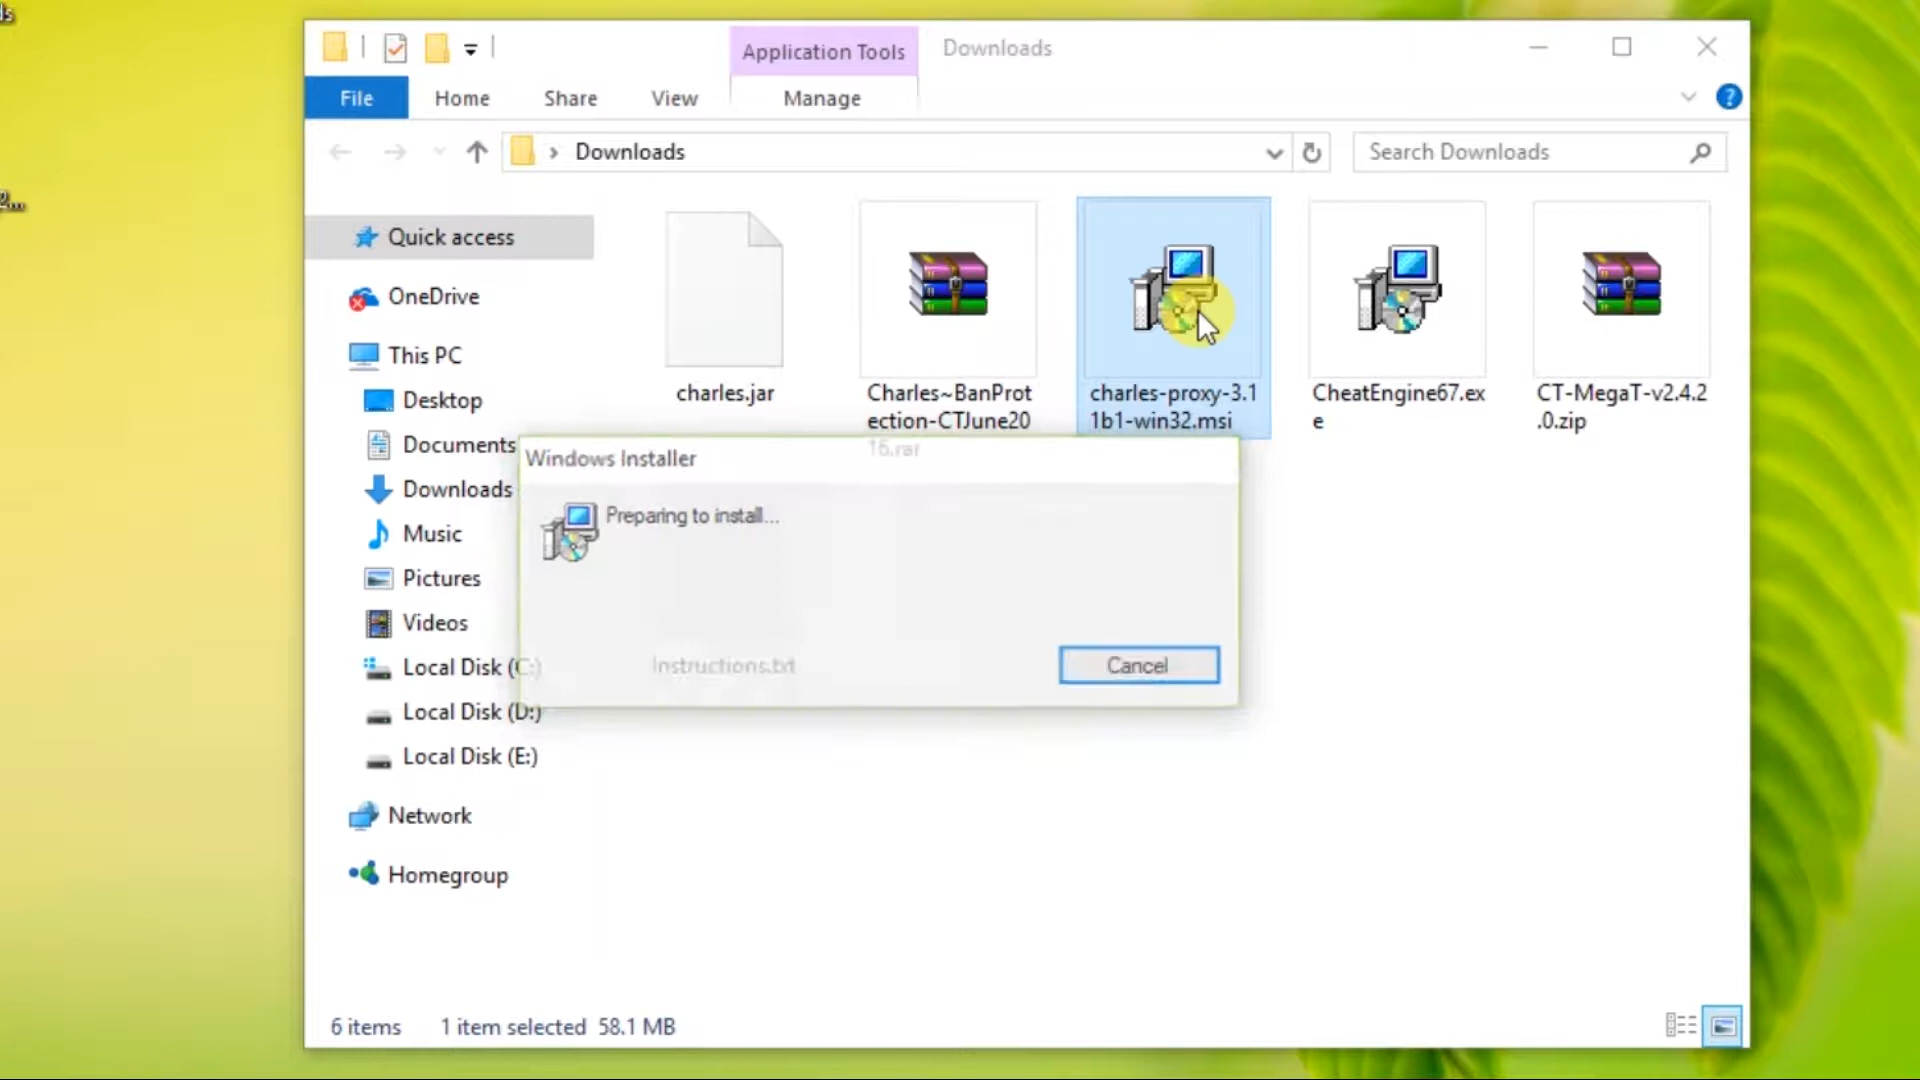 Application Tools
Downloads
File
Home
Share
View
Manage
?
Downloads
Search Downloads
Quick access
OneDrive
This PC
Desktop
Documents
Downloads
Music
Pictures
Videos
Local Disk (C:)
Local Disk (D:)
Local Disk (E:)
Network
Homegroup
charles.jar
Charles~BanProt
ection-CTJune20
16.rar
charles-proxy-3.1
1b1-win32.msi
CheatEngine67.ex
e
CT-MegaT-v2.4.2
.0.zip
Windows Installer
Preparing to install...
Instructions.txt
Cancel
6 items
1 item selected 58.1 MB